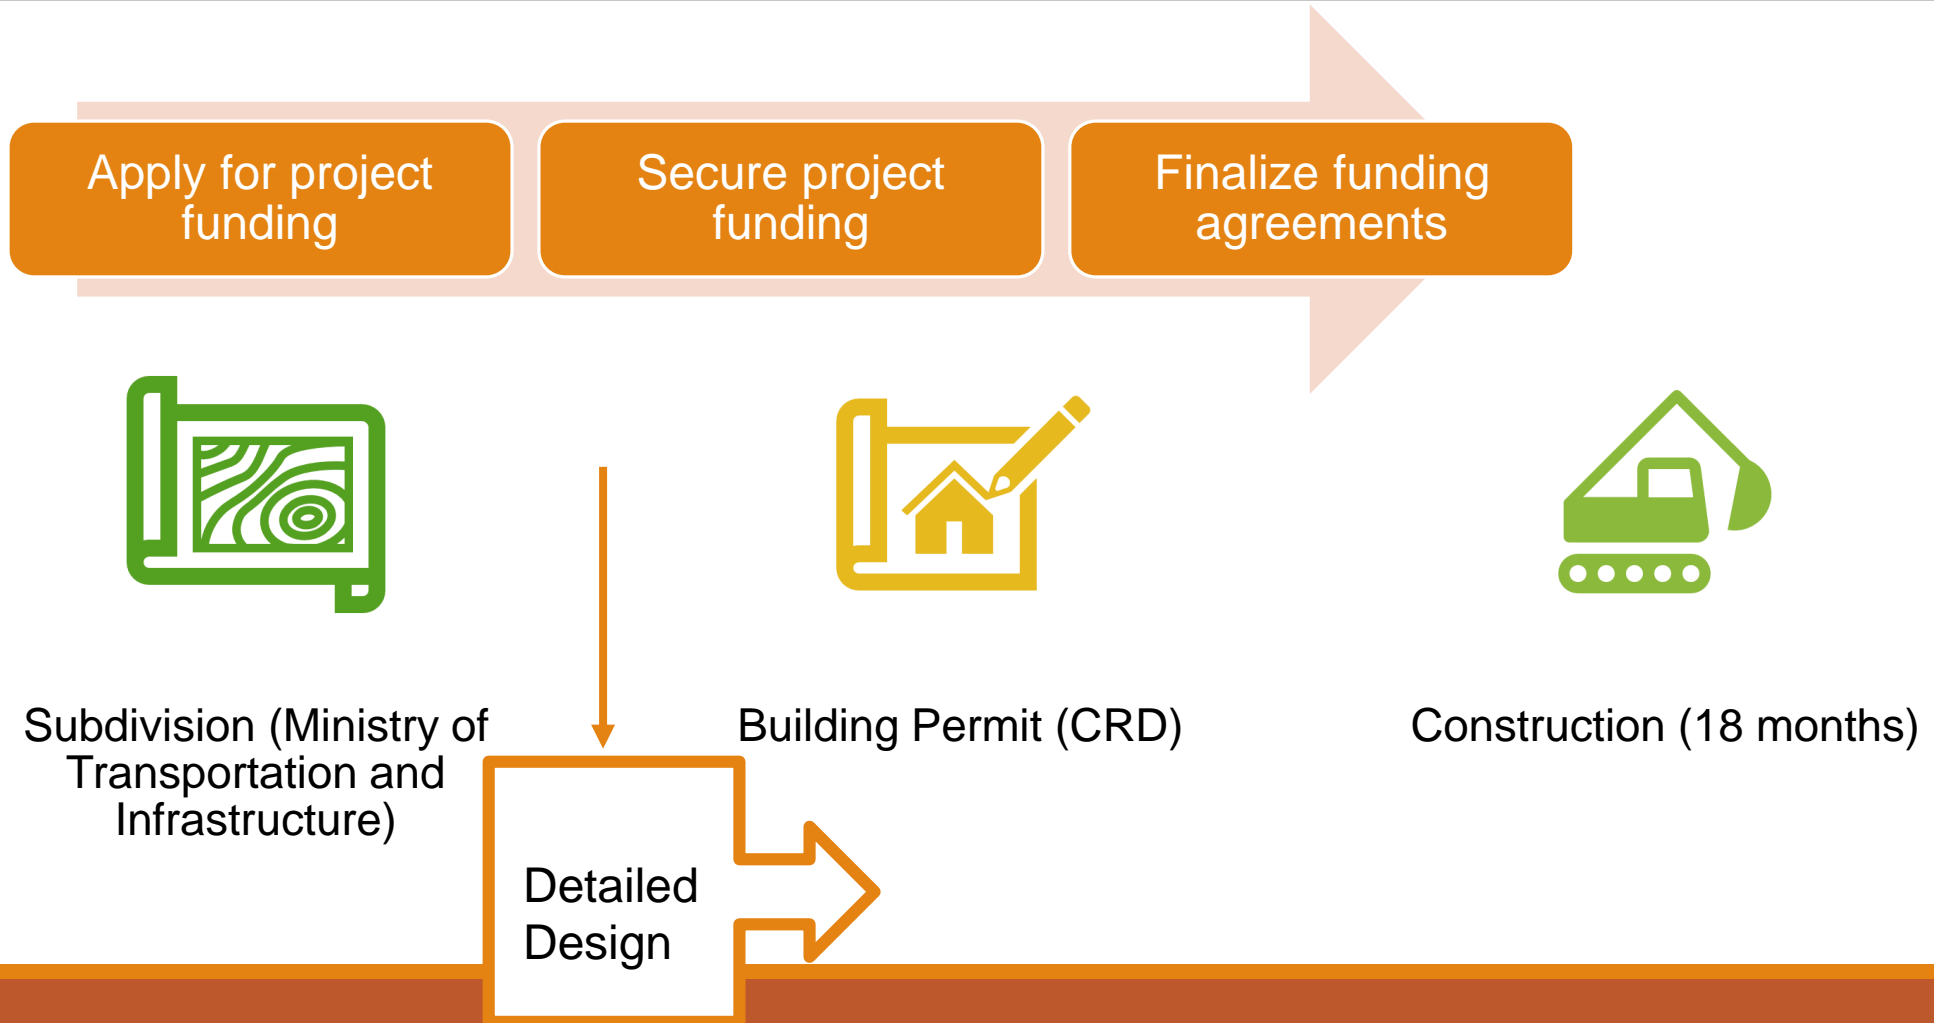 Apply for project
funding
Secure project
funding
Finalize funding
agreements
Subdivision (Ministry of
Transportation and
Infrastructure)
Building Permit (CRD)
Construction (18 months)
Detailed
Design